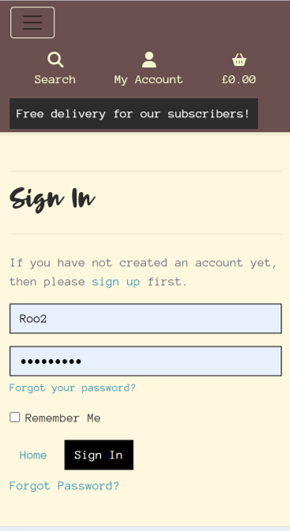 Search My Account £0.00
Free delivery for our subscribers!
Sign In
If you have not created an account yet,
then please sign up first.
Roo2
•••••••••
Forgot your password?
Remember Me
Home Sign In
Forgot Password?